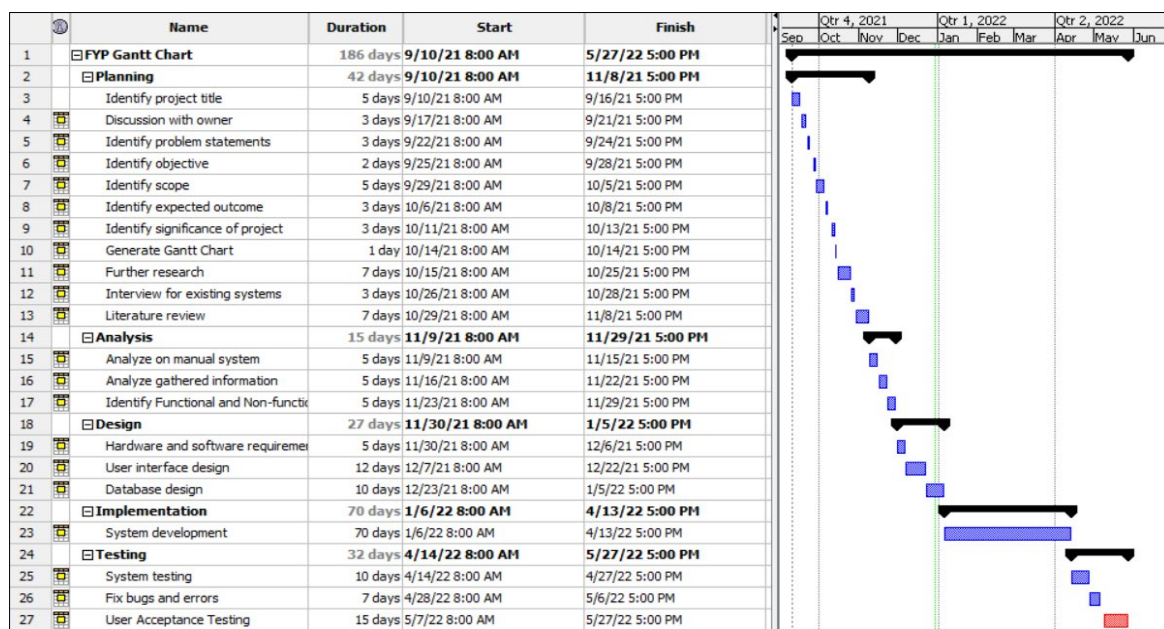 Name Duration Start Finish Qtr 4, 2021 Qtr 1, 2022 Qtr 2, 2022
Sep Oct Nov Dec Jan Feb Mar Apr May Jun
1 FYP Gantt Chart 186 days 9/10/21 8:00 AM 5/27/22 5:00 PM
2 Planning 42 days 9/10/21 8:00 AM 11/8/21 5:00 PM
3 Identify project title 5 days 9/10/21 8:00 AM 9/16/21 5:00 PM
4 Discussion with owner 3 days 9/17/21 8:00 AM 9/21/21 5:00 PM
5 Identify problem statements 3 days 9/22/21 8:00 AM 9/24/21 5:00 PM
6 Identify objective 2 days 9/25/21 8:00 AM 9/28/21 5:00 PM
7 Identify scope 5 days 9/29/21 8:00 AM 10/5/21 5:00 PM
8 Identify expected outcome 3 days 10/6/21 8:00 AM 10/8/21 5:00 PM
9 Identify significance of project 3 days 10/11/21 8:00 AM 10/13/21 5:00 PM
10 Generate Gantt Chart 1 day 10/14/21 8:00 AM 10/14/21 5:00 PM
11 Further research 7 days 10/15/21 8:00 AM 10/25/21 5:00 PM
12 Interview for existing systems 3 days 10/26/21 8:00 AM 10/28/21 5:00 PM
13 Literature review 7 days 10/29/21 8:00 AM 11/8/21 5:00 PM
14 Analysis 15 days 11/9/21 8:00 AM 11/29/21 5:00 PM
15 Analyze on manual system 5 days 11/9/21 8:00 AM 11/15/21 5:00 PM
16 Analyze gathered information 5 days 11/16/21 8:00 AM 11/22/21 5:00 PM
17 Identify Functional and Non-functio 5 days 11/23/21 8:00 AM 11/29/21 5:00 PM
18 Design 27 days 11/30/21 8:00 AM 1/5/22 5:00 PM
19 Hardware and software requiremen 5 days 11/30/21 8:00 AM 12/6/21 5:00 PM
20 User interface design 12 days 12/7/21 8:00 AM 12/22/21 5:00 PM
21 Database design 10 days 12/23/21 8:00 AM 1/5/22 5:00 PM
22 Implementation 70 days 1/6/22 8:00 AM 4/13/22 5:00 PM
23 System development 70 days 1/6/22 8:00 AM 4/13/22 5:00 PM
24 Testing 32 days 4/14/22 8:00 AM 5/27/22 5:00 PM
25 System testing 10 days 4/14/22 8:00 AM 4/27/22 5:00 PM
26 Fix bugs and errors 7 days 4/28/22 8:00 AM 5/6/22 5:00 PM
27 User Acceptance Testing 15 days 5/7/22 8:00 AM 5/27/22 5:00 PM